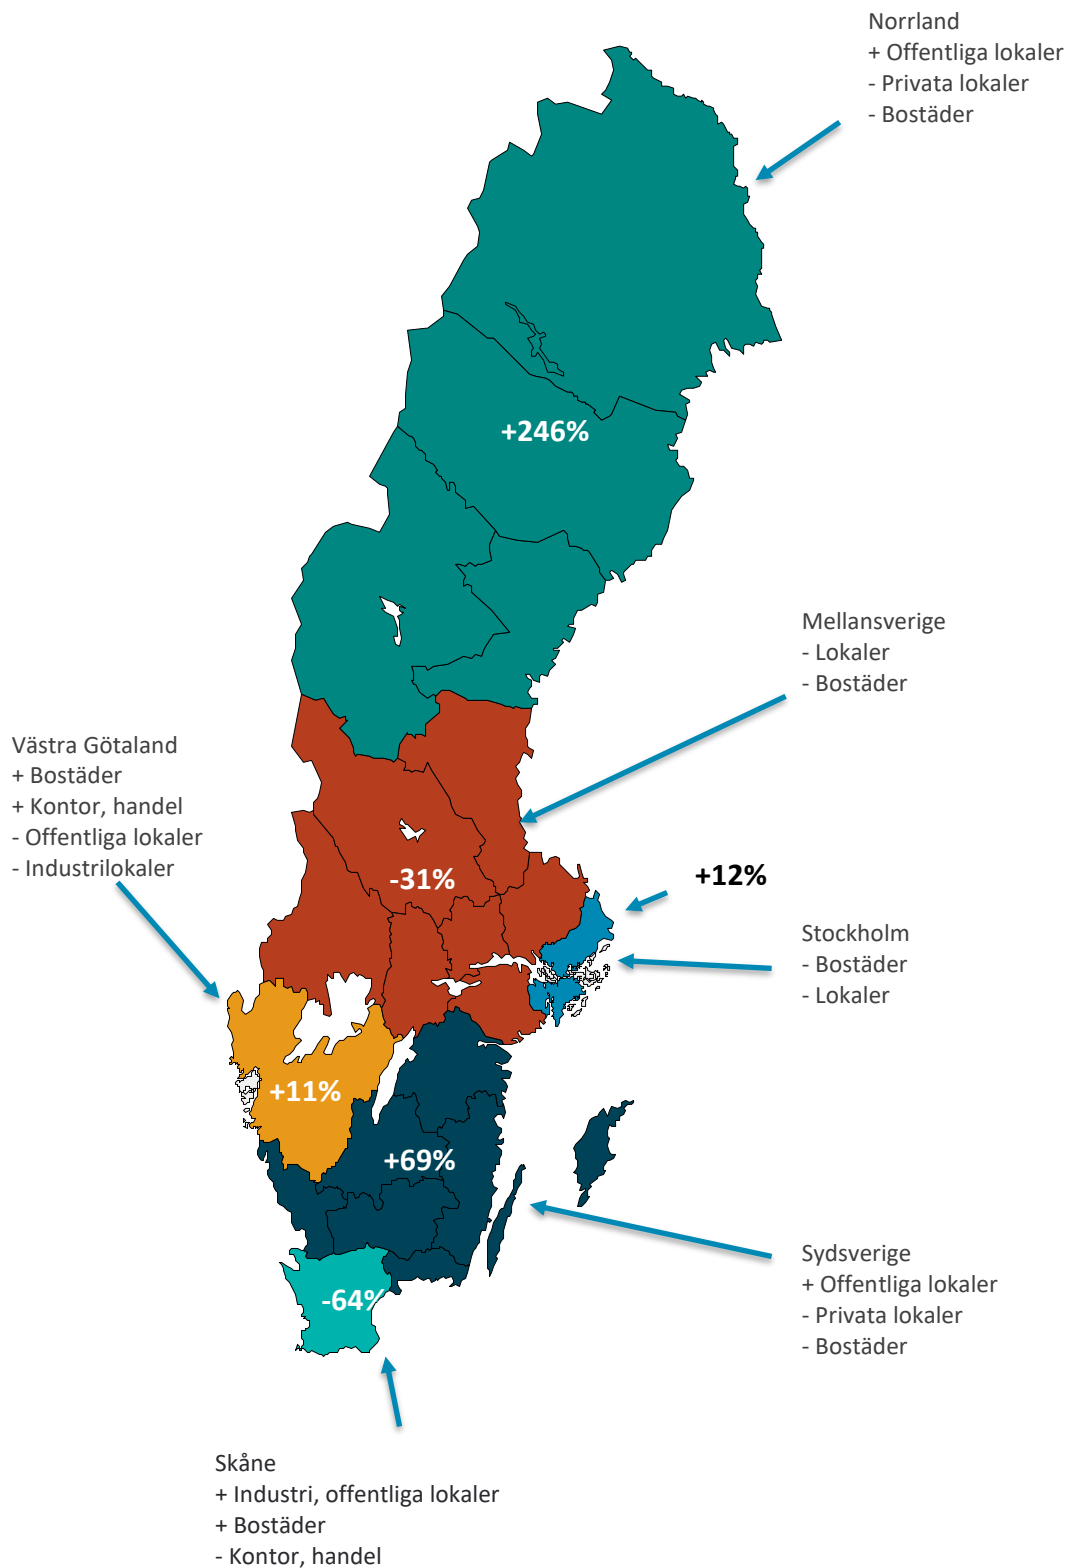 Norrland
+ Offentliga lokaler
- Privata lokaler
- Bostäder
+246%
Mellansverige
- Lokaler
- Bostäder
Västra Götaland
+ Bostäder
+ Kontor, handel
- Offentliga lokaler
- Industrilokaler
-31%
+12%
Stockholm
- Bostäder
- Lokaler
+11%
+69%
Sydsverige
+ Offentliga lokaler
- Privata lokaler
- Bostäder
-64%
Skåne
+ Industri, offentliga lokaler
+ Bostäder
- Kontor, handel